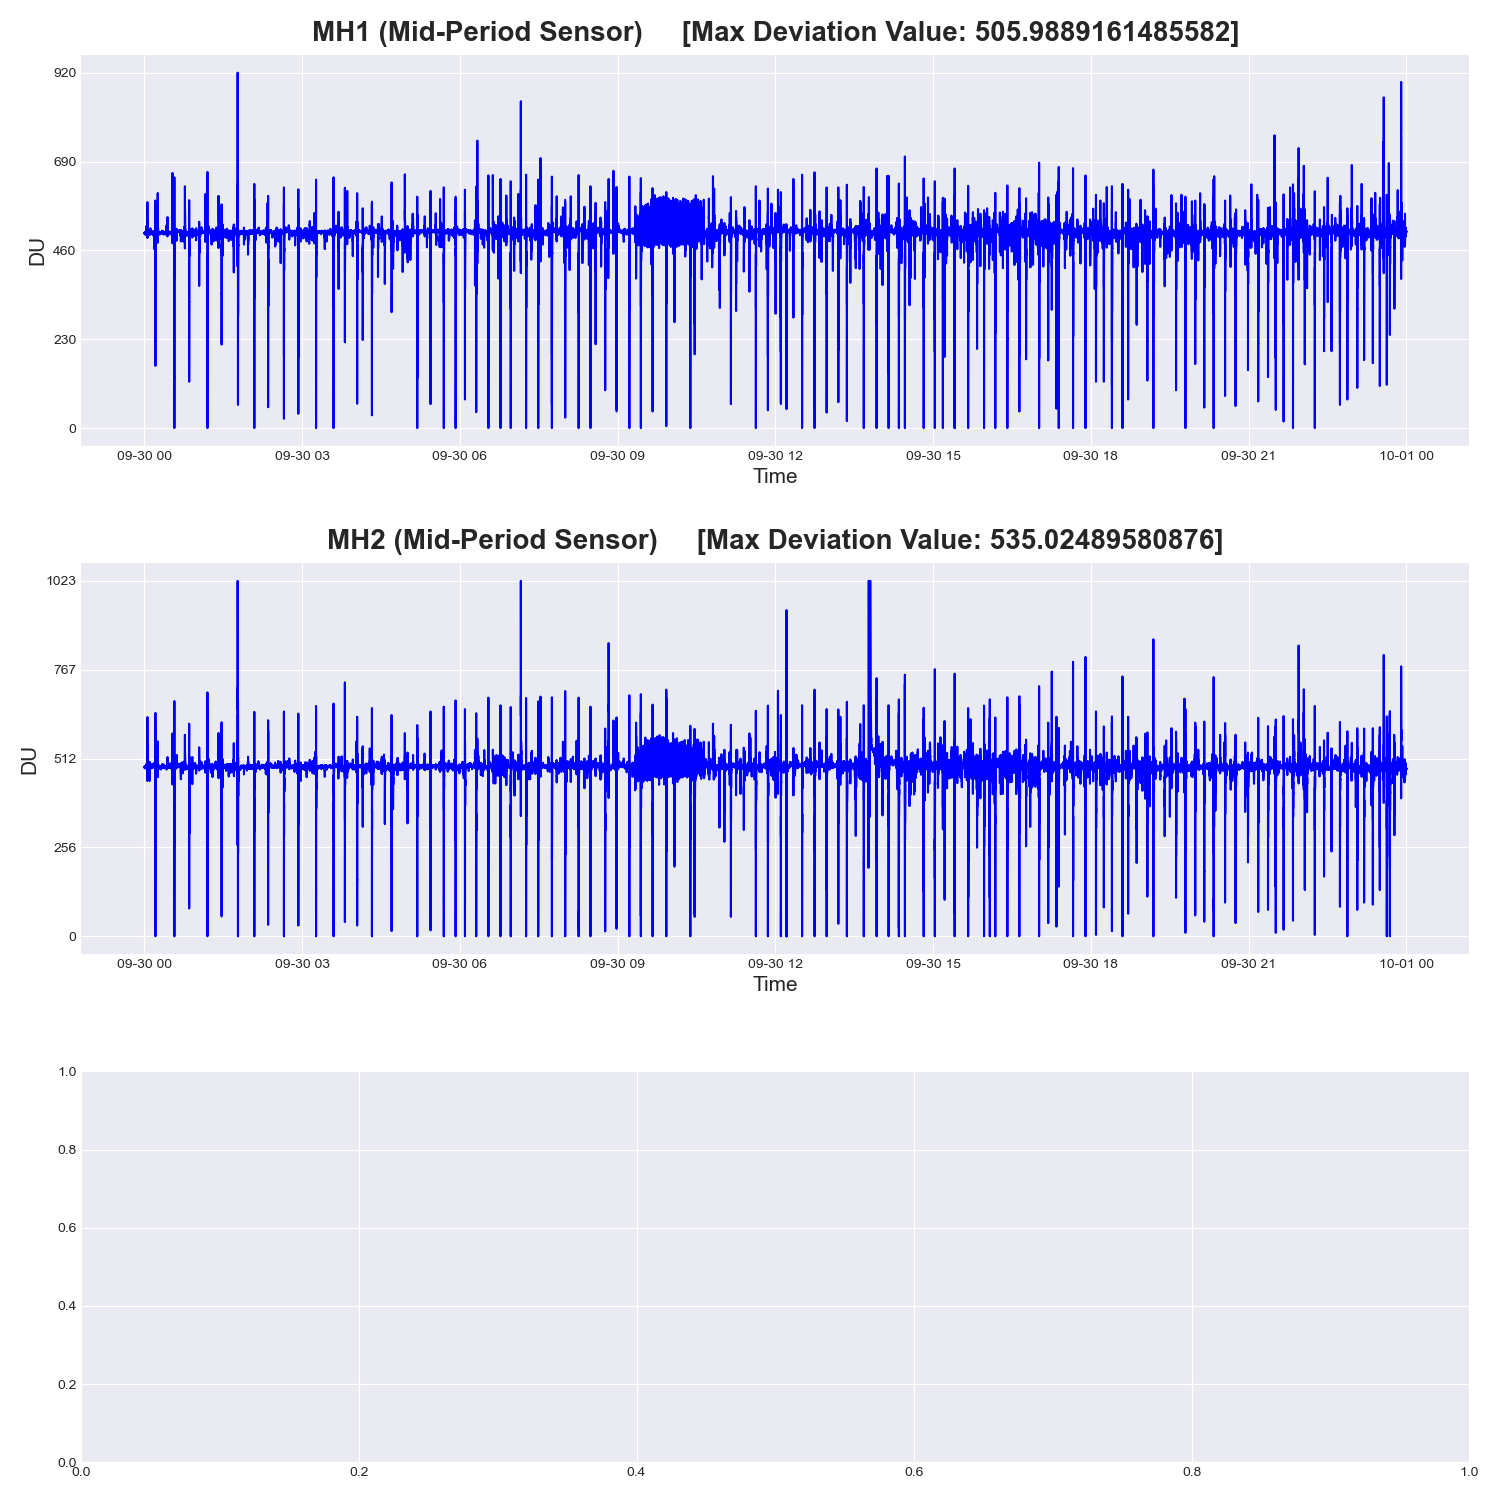 MH1 (Mid-Period Sensor) [Max Deviation Value: 505.9889161485582]
920
690
460
230
0
DU
09-30 00 09-30 03 09-30 06 09-30 09 09-30 12 09-30 15 09-30 18 09-30 21 10-01 00
Time
MH2 (Mid-Period Sensor) [Max Deviation Value: 535.02489580876]
1023
767
512
256
0
DU
09-30 00 09-30 03 09-30 06 09-30 09 09-30 12 09-30 15 09-30 18 09-30 21 10-01 00
Time
1.0
0.8
0.6
0.4
0.2
0.0
0.0 0.2 0.4 0.6 0.8 1.0